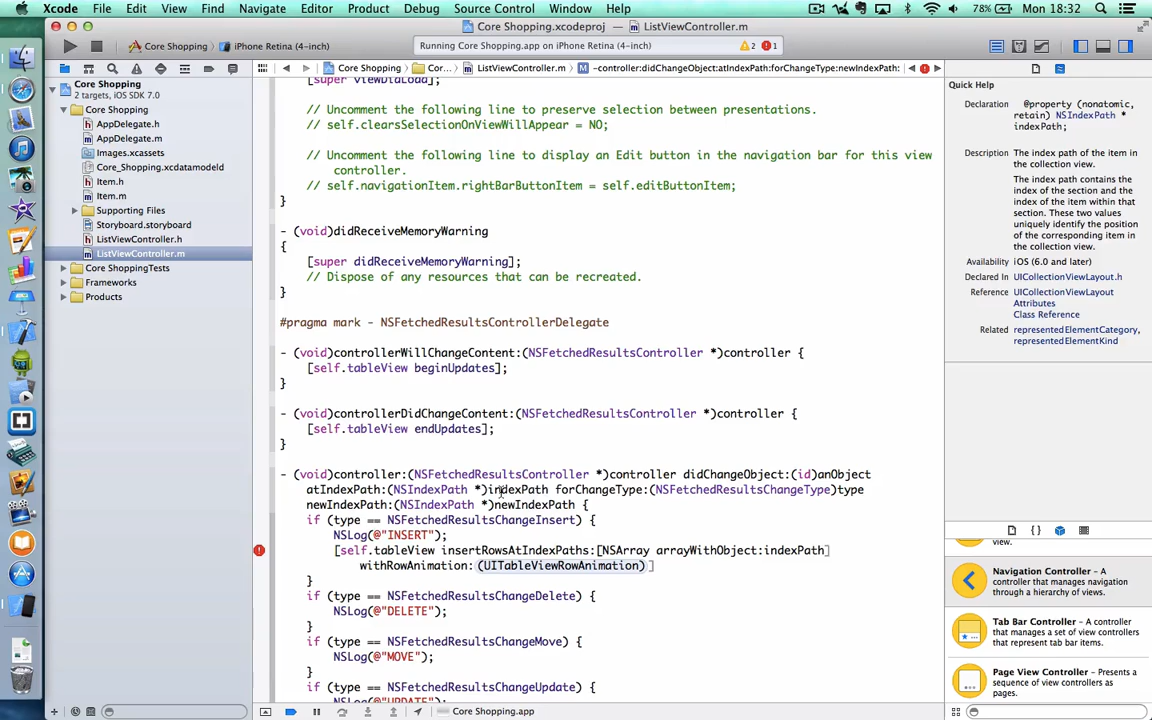 Xcode File Edit View Find Navigate Editor Product Debug Source Control Window Help 78% Mon 18:32
Core Shopping.xcodeproj — ListViewController.m
Core Shopping iPhone Retina (4-inch) Running Core Shopping.app on iPhone Retina (4-inch) 2 1
Core Shopping Cor... ListViewController.m -controller:didChangeObject:atIndexPath:forChangeType:newIndexPath:
Core Shopping
2 targets, iOS SDK 7.0
Core Shopping
AppDelegate.h
AppDelegate.m
Images.xcassets
Core_Shopping.xcdatamodeld
Item.h
Item.m
Supporting Files
Storyboard.storyboard
ListViewController.h
ListViewController.m
Core ShoppingTests
Frameworks
Products
[super viewDidLoad];
// Uncomment the following line to preserve selection between presentations.
// self.clearsSelectionOnViewWillAppear = NO;
// Uncomment the following line to display an Edit button in the navigation bar for this view
controller.
// self.navigationItem.rightBarButtonItem = self.editButtonItem;
}
- (void)didReceiveMemoryWarning
{
[super didReceiveMemoryWarning];
// Dispose of any resources that can be recreated.
}
#pragma mark - NSFetchedResultsControllerDelegate
- (void)controllerWillChangeContent:(NSFetchedResultsController *)controller {
[self.tableView beginUpdates];
}
- (void)controllerDidChangeContent:(NSFetchedResultsController *)controller {
[self.tableView endUpdates];
}
- (void)controller:(NSFetchedResultsController *)controller didChangeObject:(id)anObject
atIndexPath:(NSIndexPath *)indexPath forChangeType:(NSFetchedResultsChangeType)type
newIndexPath:(NSIndexPath *)newIndexPath {
if (type == NSFetchedResultsChangeInsert) {
NSLog(@"INSERT");
[self.tableView insertRowsAtIndexPaths:[NSArray arrayWithObject:indexPath]
withRowAnimation:(UITableViewRowAnimation)]
}
if (type == NSFetchedResultsChangeDelete) {
NSLog(@"DELETE");
}
if (type == NSFetchedResultsChangeMove) {
NSLog(@"MOVE");
}
if (type == NSFetchedResultsChangeUpdate) {
NSLog(@"UPDATE");
Core Shopping.app
Quick Help
Declaration @property (nonatomic,
retain) NSIndexPath *
indexPath;
Description The index path of the item in
the collection view.
The index path contains the
index of the section and the
index of the item within that
section. These two values
uniquely identify the position
of the corresponding item in
the collection view.
Availability iOS (6.0 and later)
Declared In UICollectionViewLayout.h
Reference UICollectionViewLayout
Attributes
Class Reference
Related representedElementCategory,
representedElementKind
view.
Navigation Controller - A
controller that manages navigation
through a hierarchy of views.
Tab Bar Controller - A controller
that manages a set of view controllers
that represent tab bar items.
Page View Controller - Presents a
sequence of view controllers as
pages.